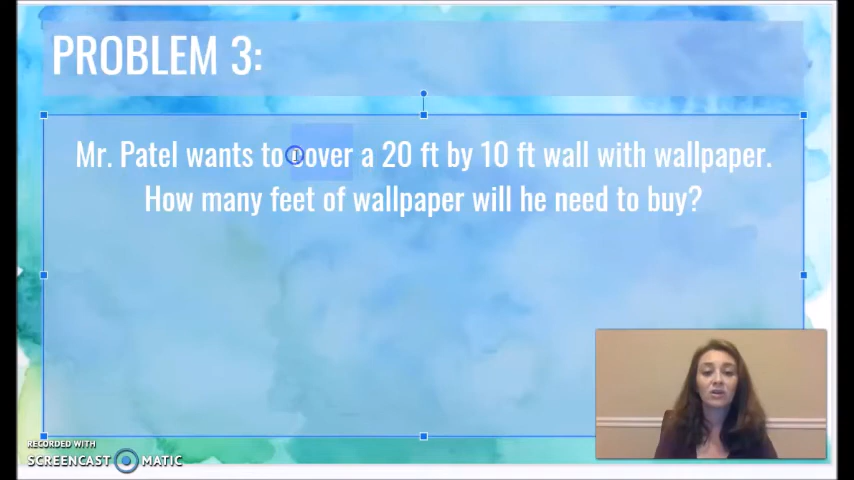 PROBLEM 3:
Mr. Patel wants to cover a 20 ft by 10 ft wall with wallpaper.
How many feet of wallpaper will he need to buy?
RECORDED WITH
SCREENCAST MATIC